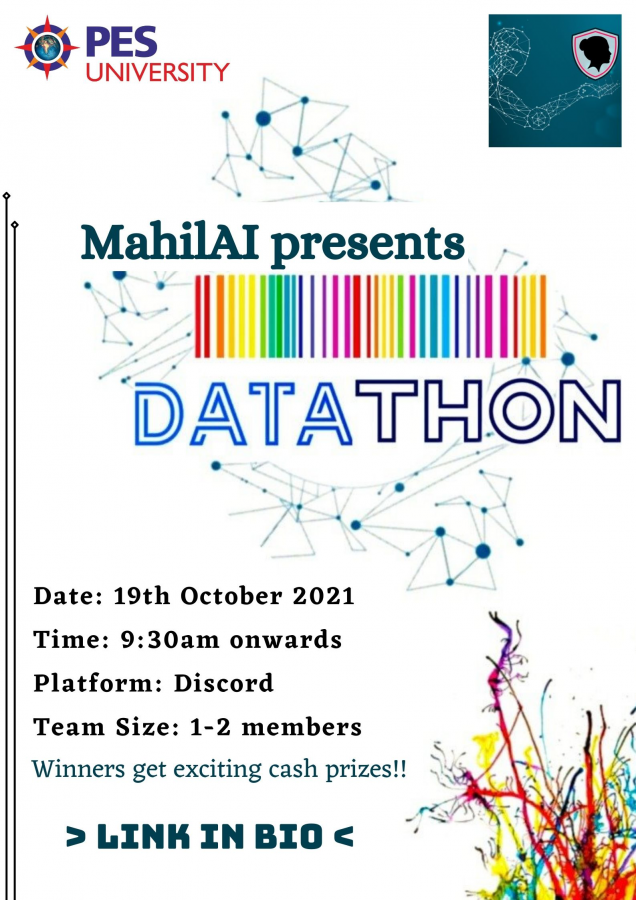 PES
UNIVERSITY
MahilAI presents
DATATHON
Date: 19th October 2021
Time: 9:30am onwards
Platform: Discord
Team Size: 1-2 members
Winners get exciting cash prizes!!
> LINK IN BIO <